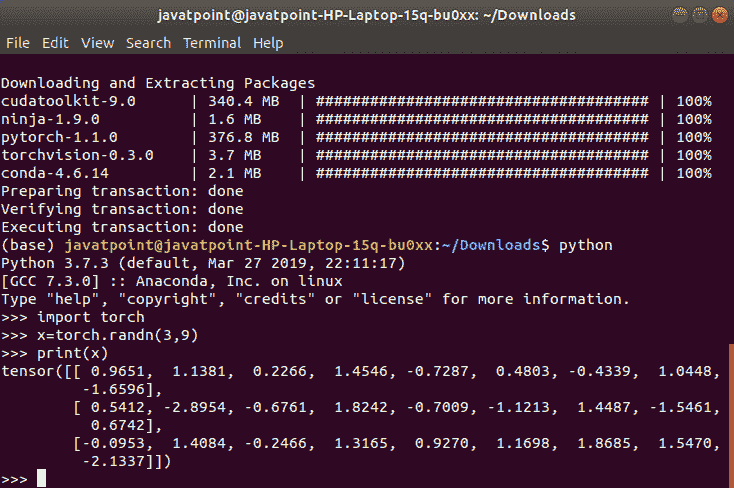 javatpoint@javatpoint-HP-Laptop-15q-bu0xx: ~/Downloads
File Edit View Search Terminal Help
Downloading and Extracting Packages
cudatoolkit-9.0      | 340.4 MB  | ##################################### | 100%
ninja-1.9.0          | 1.6 MB    | ##################################### | 100%
pytorch-1.1.0        | 376.8 MB  | ##################################### | 100%
torchvision-0.3.0    | 3.7 MB    | ##################################### | 100%
conda-4.6.14         | 2.1 MB    | ##################################### | 100%
Preparing transaction: done
Verifying transaction: done
Executing transaction: done
(base) javatpoint@javatpoint-HP-Laptop-15q-bu0xx:~/Downloads$ python
Python 3.7.3 (default, Mar 27 2019, 22:11:17)
[GCC 7.3.0] :: Anaconda, Inc. on linux
Type "help", "copyright", "credits" or "license" for more information.
>>> import torch
>>> x=torch.randn(3,9)
>>> print(x)
tensor([[ 0.9651,  1.1381,  0.2266,  1.4546, -0.7287,  0.4803, -0.4339,  1.0448,
         -1.6596],
        [ 0.5412, -2.8954, -0.6761,  1.8242, -0.7009, -1.1213,  1.4487, -1.5461,
          0.6742],
        [-0.0953,  1.4084, -0.2466,  1.3165,  0.9270,  1.1698,  1.8685,  1.5470,
         -2.1337]])
>>>